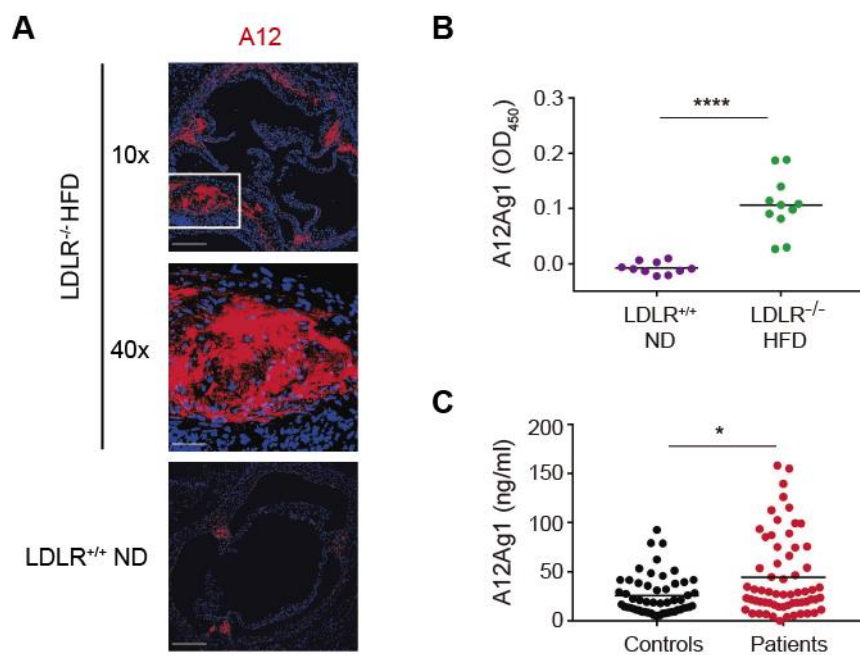 A
A12
LDLR⁻/⁻ HFD
10x
40x
LDLR⁺/⁺ ND
B
A12Ag1 (OD₄₅₀)
0.3
0.2
0.1
0.0
****
LDLR⁺/⁺
ND
LDLR⁻/⁻
HFD
C
A12Ag1 (ng/ml)
200
150
100
50
0
*
Controls
Patients